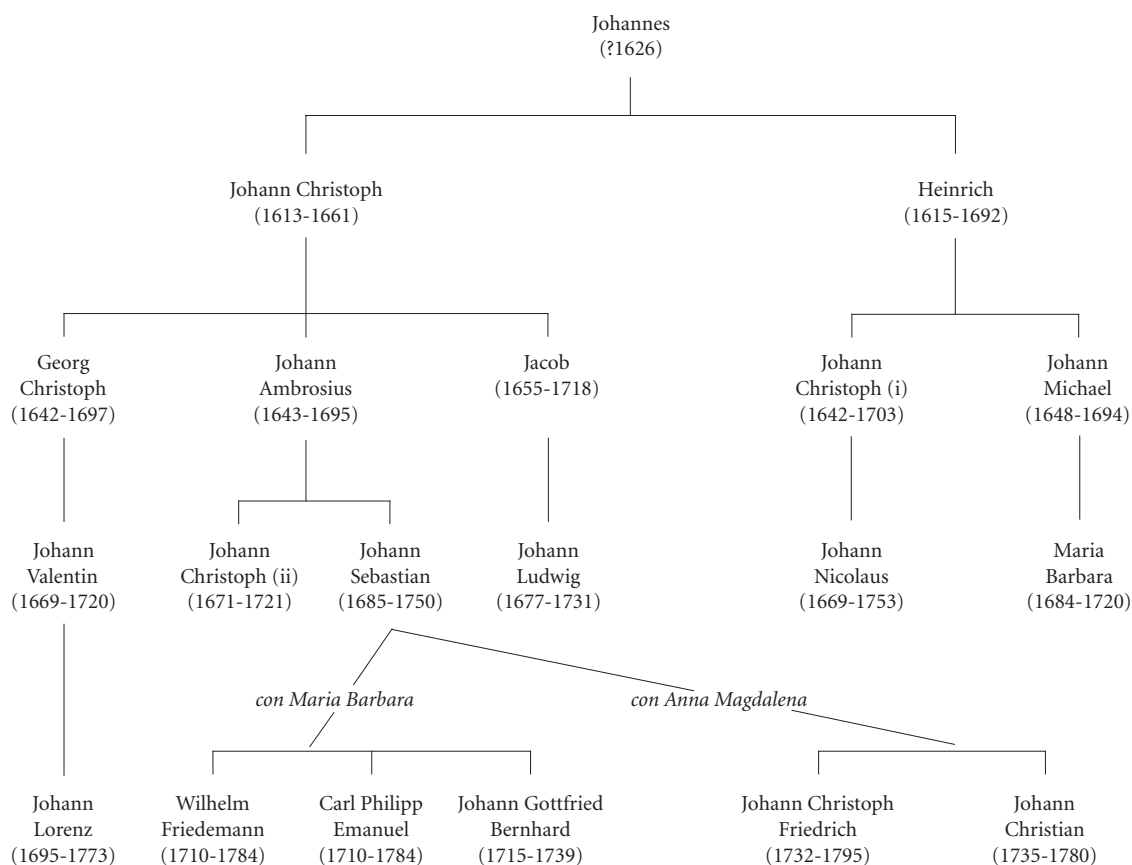 Johannes
(?1626)
Johann Christoph
(1613-1661)
Heinrich
(1615-1692)
Georg
Christoph
(1642-1697)
Johann
Ambrosius
(1643-1695)
Jacob
(1655-1718)
Johann
Christoph (i)
(1642-1703)
Johann
Michael
(1648-1694)
Johann
Valentin
(1669-1720)
Johann
Christoph (ii)
(1671-1721)
Johann
Sebastian
(1685-1750)
Johann
Ludwig
(1677-1731)
Johann
Nicolaus
(1669-1753)
Maria
Barbara
(1684-1720)
con Maria Barbara
con Anna Magdalena
Johann
Lorenz
(1695-1773)
Wilhelm
Friedemann
(1710-1784)
Carl Philipp
Emanuel
(1710-1784)
Johann Gottfried
Bernhard
(1715-1739)
Johann Christoph
Friedrich
(1732-1795)
Johann
Christian
(1735-1780)